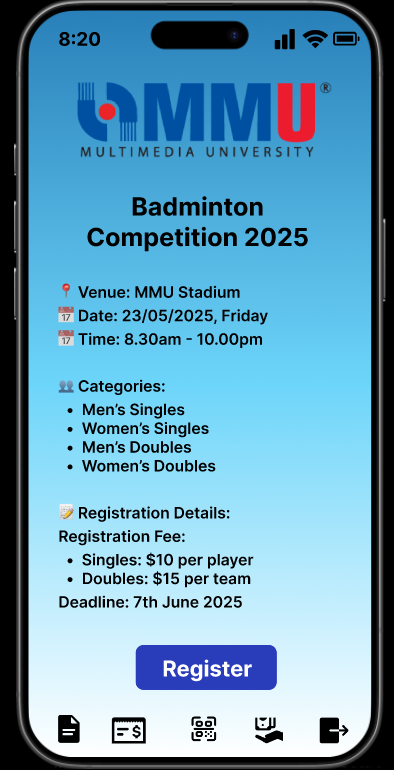 8:20
MMU®
MULTIMEDIA UNIVERSITY
Badminton
Competition 2025
📍 Venue: MMU Stadium
📅 Date: 23/05/2025, Friday
📅 Time: 8.30am - 10.00pm
👥 Categories:
• Men’s Singles
• Women’s Singles
• Men’s Doubles
• Women’s Doubles
📝 Registration Details:
Registration Fee:
• Singles: $10 per player
• Doubles: $15 per team
Deadline: 7th June 2025
Register